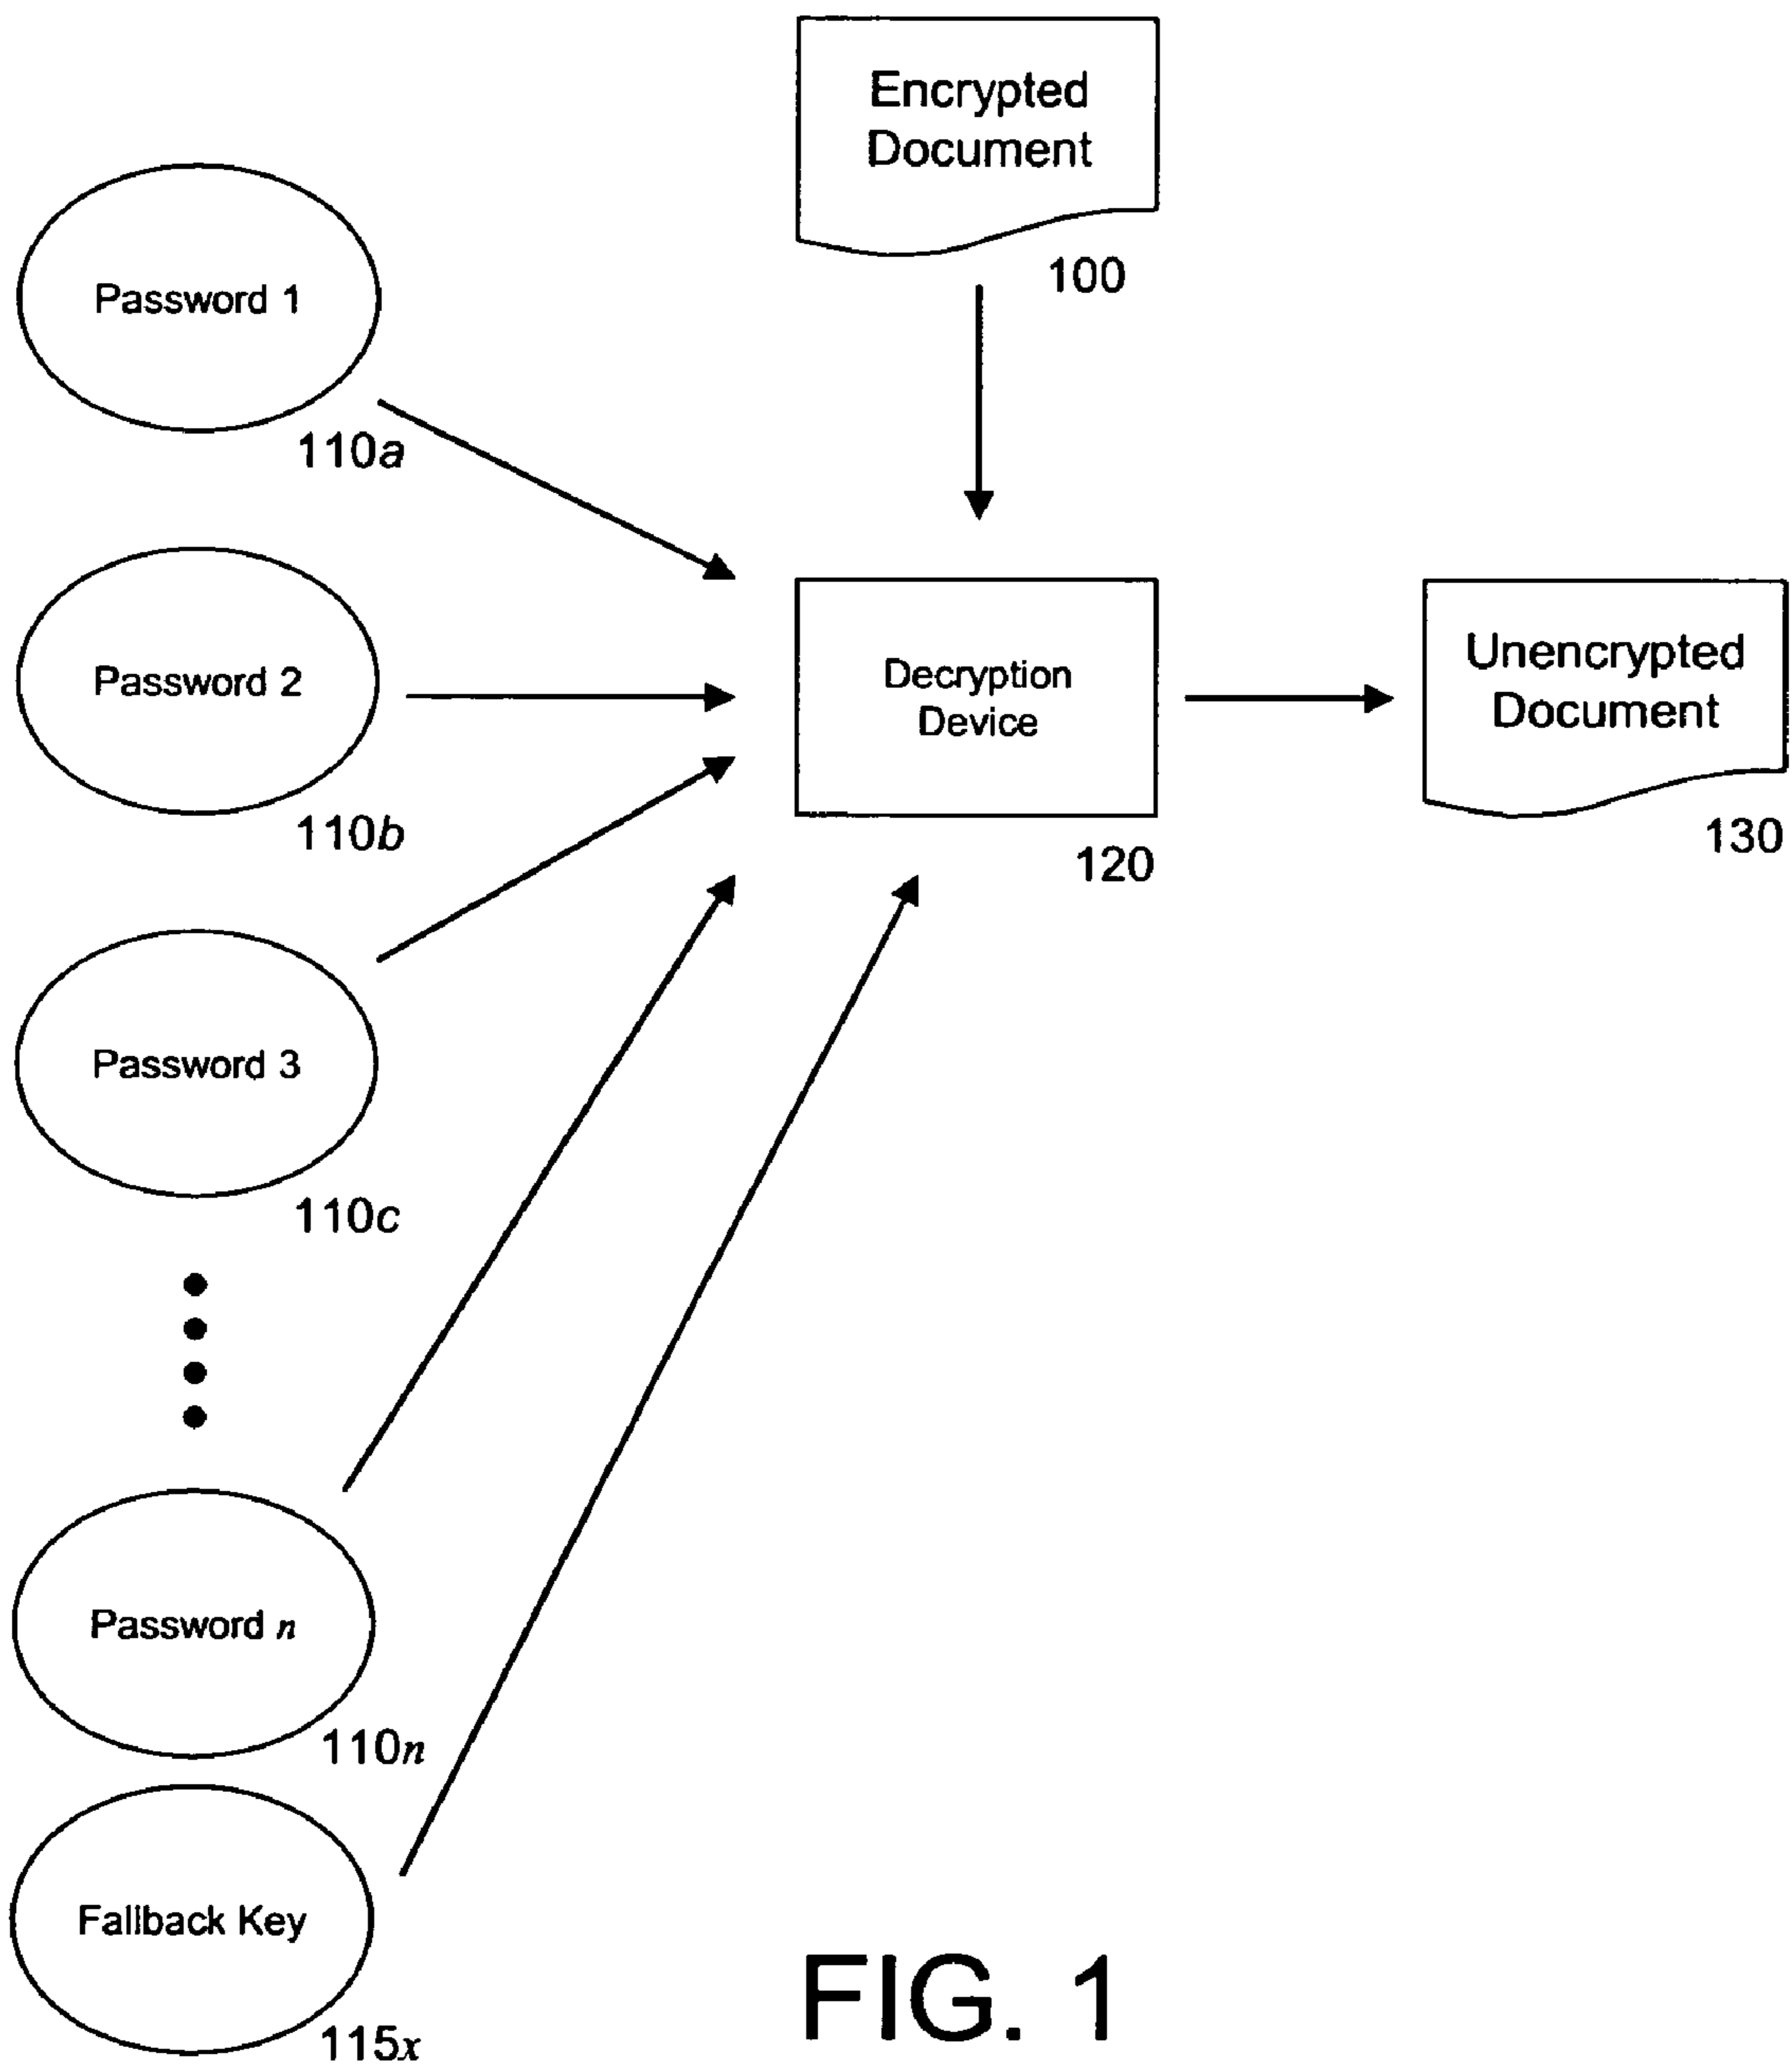 Encrypted
Document
100
Password 1
110a
Password 2
110b
Decryption
Device
120
Unencrypted
Document
130
Password 3
110c
Password n
110n
Fallback Key
115x
FIG. 1